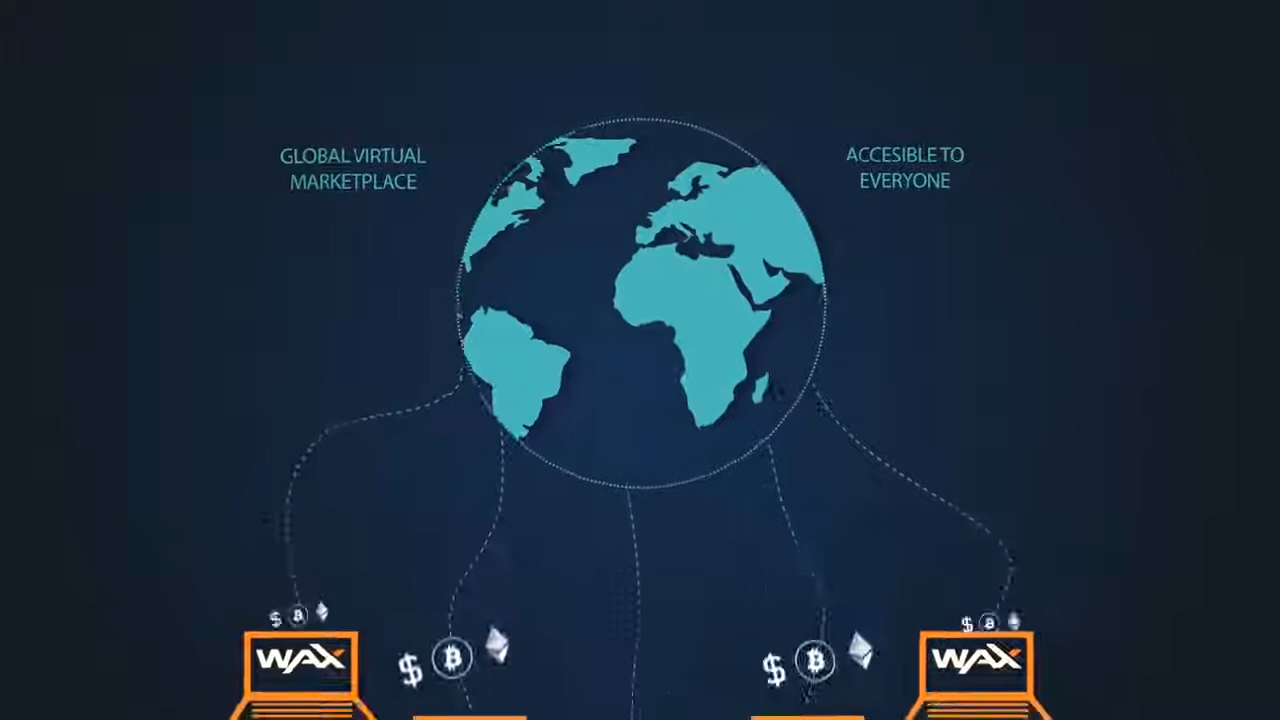 GLOBAL VIRTUAL
MARKETPLACE
ACCESIBLE TO
EVERYONE
$
$
$
$
WAX
WAX